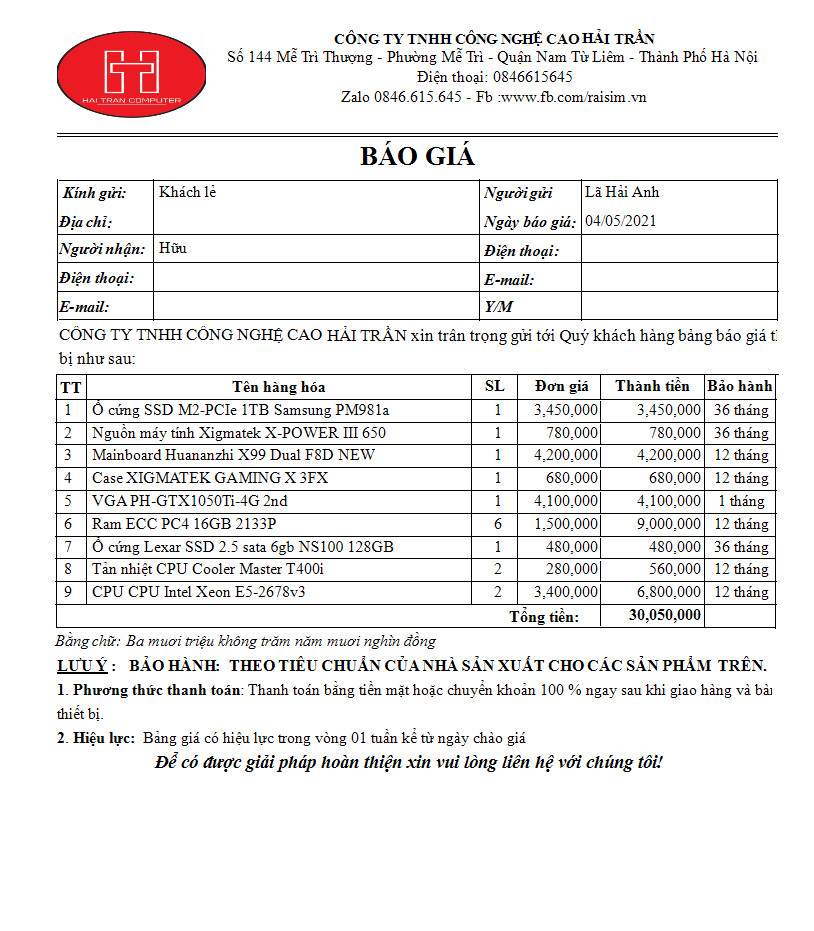 HAI TRAN COMPUTER
CÔNG TY TNHH CÔNG NGHỆ CAO HẢI TRẦN
Số 144 Mễ Trì Thượng - Phường Mễ Trì - Quận Nam Từ Liêm - Thành Phố Hà Nội
Điện thoại: 0846615645
Zalo 0846.615.645 - Fb :www.fb.com/raisim.vn
BÁO GIÁ
Kính gửi: Khách lẻ Người gửi Lã Hải Anh
Địa chỉ: Ngày báo giá: 04/05/2021
Người nhận: Hữu Điện thoại:
Điện thoại: E-mail:
E-mail: Y/M
CÔNG TY TNHH CÔNG NGHỆ CAO HẢI TRẦN xin trân trọng gửi tới Quý khách hàng bảng báo giá
bị như sau:
TT Tên hàng hóa SL Đơn giá Thành tiền Bảo hành
1 Ổ cứng SSD M2-PCIe 1TB Samsung PM981a 1 3,450,000 3,450,000 36 tháng
2 Nguồn máy tính Xigmatek X-POWER III 650 1 780,000 780,000 36 tháng
3 Mainboard Huananzhi X99 Dual F8D NEW 1 4,200,000 4,200,000 12 tháng
4 Case XIGMATEK GAMING X 3FX 1 680,000 680,000 12 tháng
5 VGA PH-GTX1050Ti-4G 2nd 1 4,100,000 4,100,000 1 tháng
6 Ram ECC PC4 16GB 2133P 6 1,500,000 9,000,000 12 tháng
7 Ổ cứng Lexar SSD 2.5 sata 6gb NS100 128GB 1 480,000 480,000 36 tháng
8 Tản nhiệt CPU Cooler Master T400i 2 280,000 560,000 12 tháng
9 CPU CPU Intel Xeon E5-2678v3 2 3,400,000 6,800,000 12 tháng
Tổng tiền: 30,050,000
Bằng chữ: Ba mươi triệu không trăm năm mươi nghìn đồng
LƯU Ý : BẢO HÀNH: THEO TIÊU CHUẨN CỦA NHÀ SẢN XUẤT CHO CÁC SẢN PHẨM TRÊN.
1. Phương thức thanh toán: Thanh toán bằng tiền mặt hoặc chuyển khoản 100 % ngay sau khi giao hàng và
thiết bị.
2. Hiệu lực: Bảng giá có hiệu lực trong vòng 01 tuần kể từ ngày chào giá
Để có được giải pháp hoàn thiện xin vui lòng liên hệ với chúng tôi!